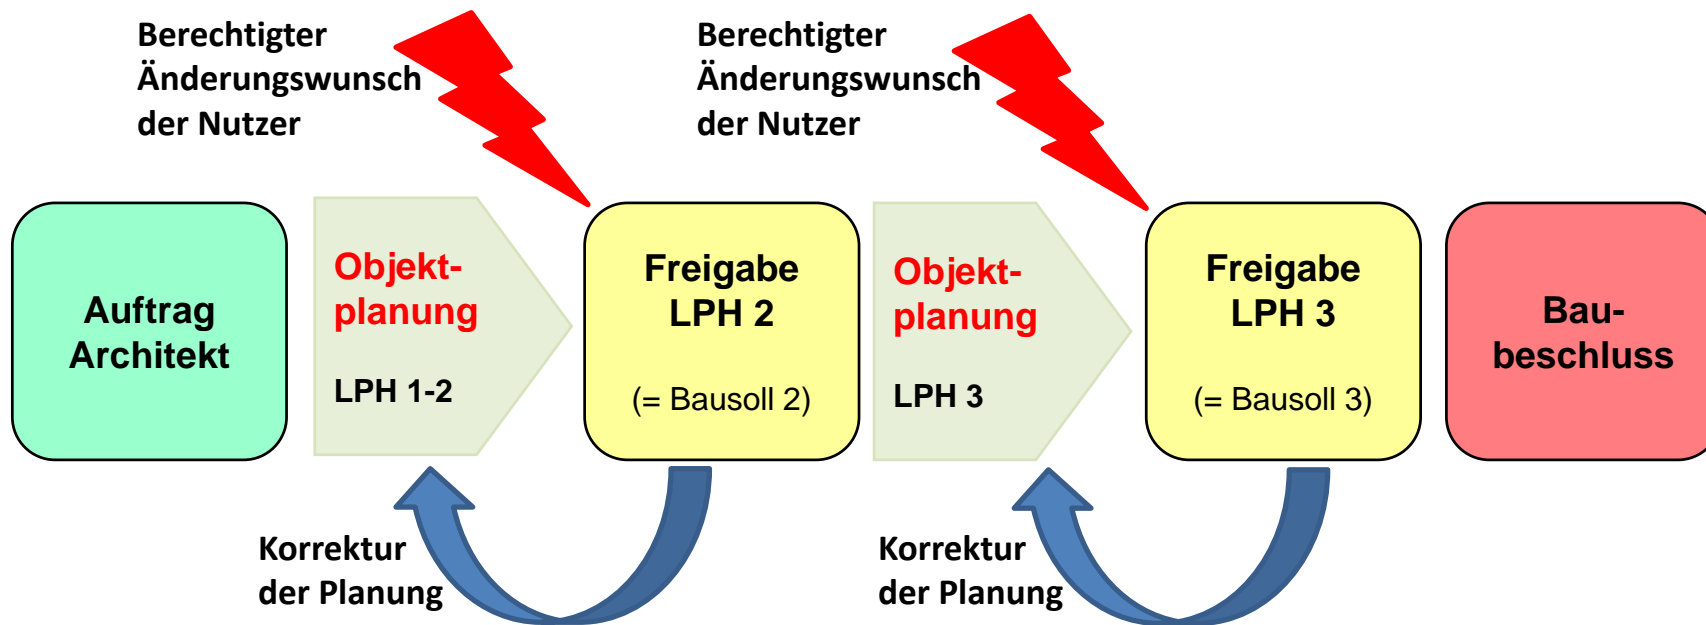 Berechtigter
Änderungswunsch
der Nutzer
Berechtigter
Änderungswunsch
der Nutzer
Auftrag
Architekt
Objekt-
planung
LPH 1-2
Freigabe
LPH 2
(= Bausoll 2)
Objekt-
planung
LPH 3
Freigabe
LPH 3
(= Bausoll 3)
Bau-
beschluss
Korrektur
der Planung
Korrektur
der Planung